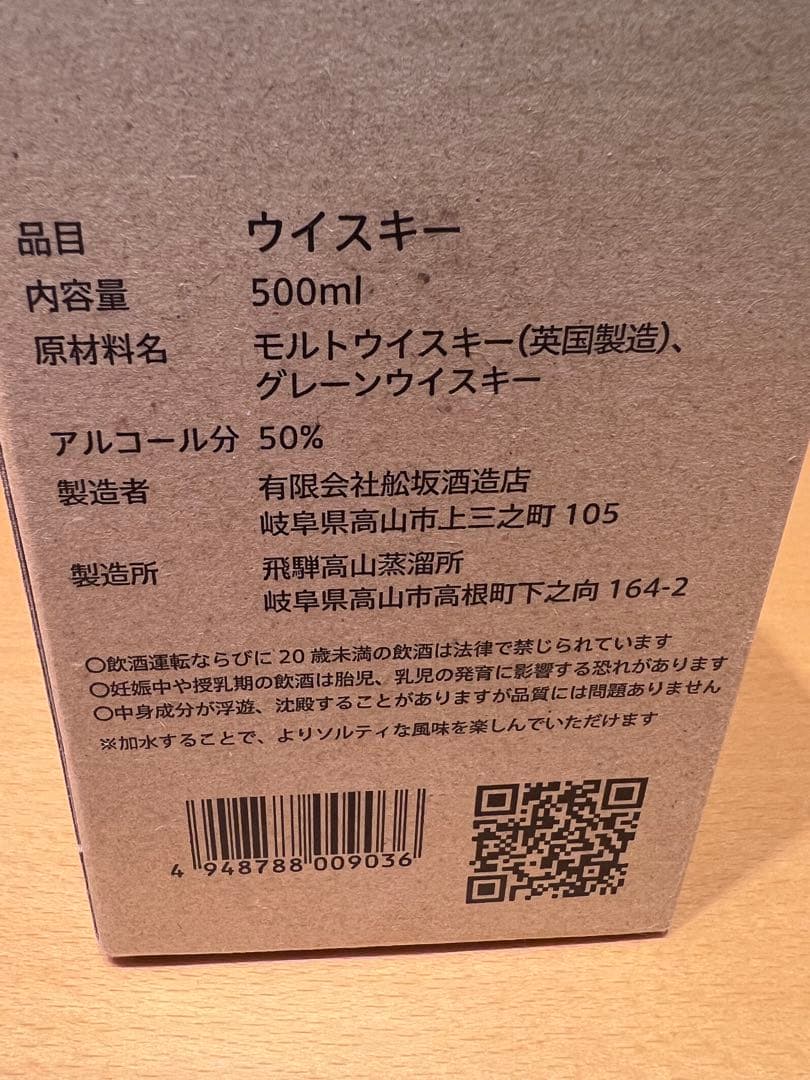 品目 ウイスキー
内容量 500ml
原材料名 モルトウイスキー(英国製造)、
グレーンウイスキー
アルコール分 50%
製造者 有限会社舩坂酒造店
岐阜県高山市上三之町 105
製造所 飛騨高山蒸溜所
岐阜県高山市高根町下之向 164-2
○飲酒運転ならびに 20 歳未満の飲酒は法律で禁じられています
○妊娠中や授乳期の飲酒は胎児、乳児の発育に影響する恐れがあります
○中身成分が浮遊、沈殿することがありますが品質には問題ありません
※加水することで、よりソルティな風味を楽しんでいただけます
4 948788 009036